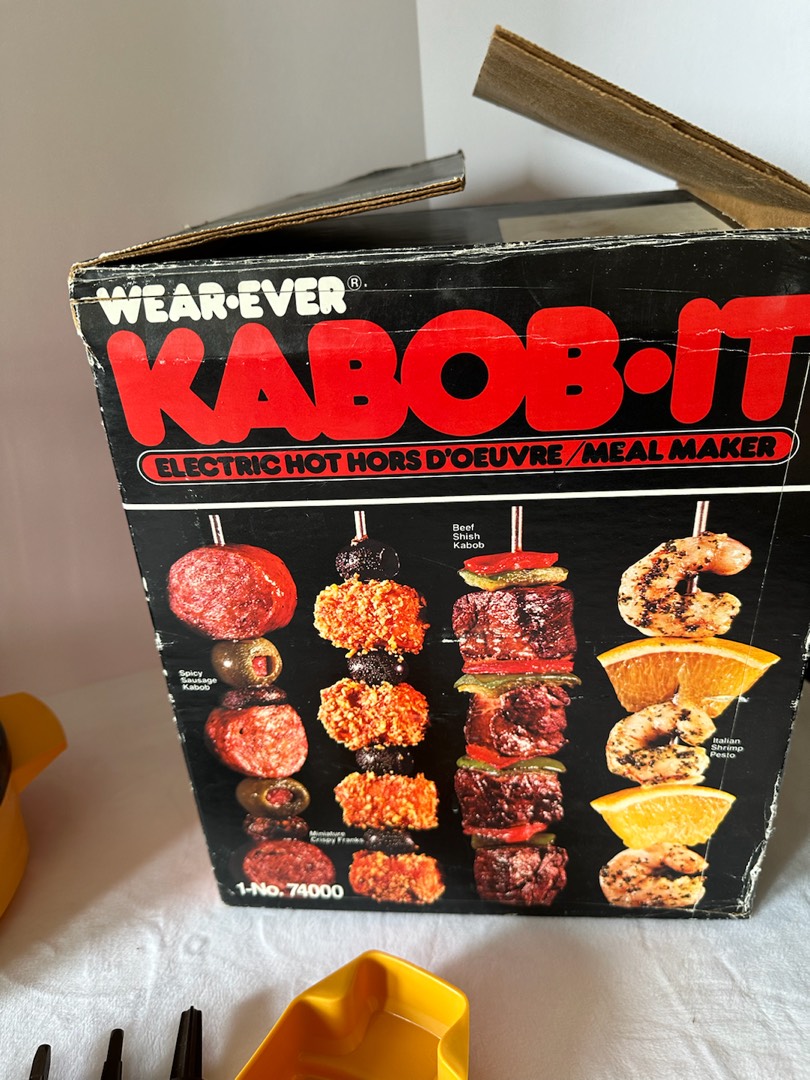 WEAR•EVER®
KABOB•IT
ELECTRIC HOT HORS D'OEUVRE/MEAL MAKER
Beef
Shish
Kabob
Spicy
Sausage
Kabob
Italian
Shrimp
Pesto
Miniature
Crispy Franks
1-No. 74000